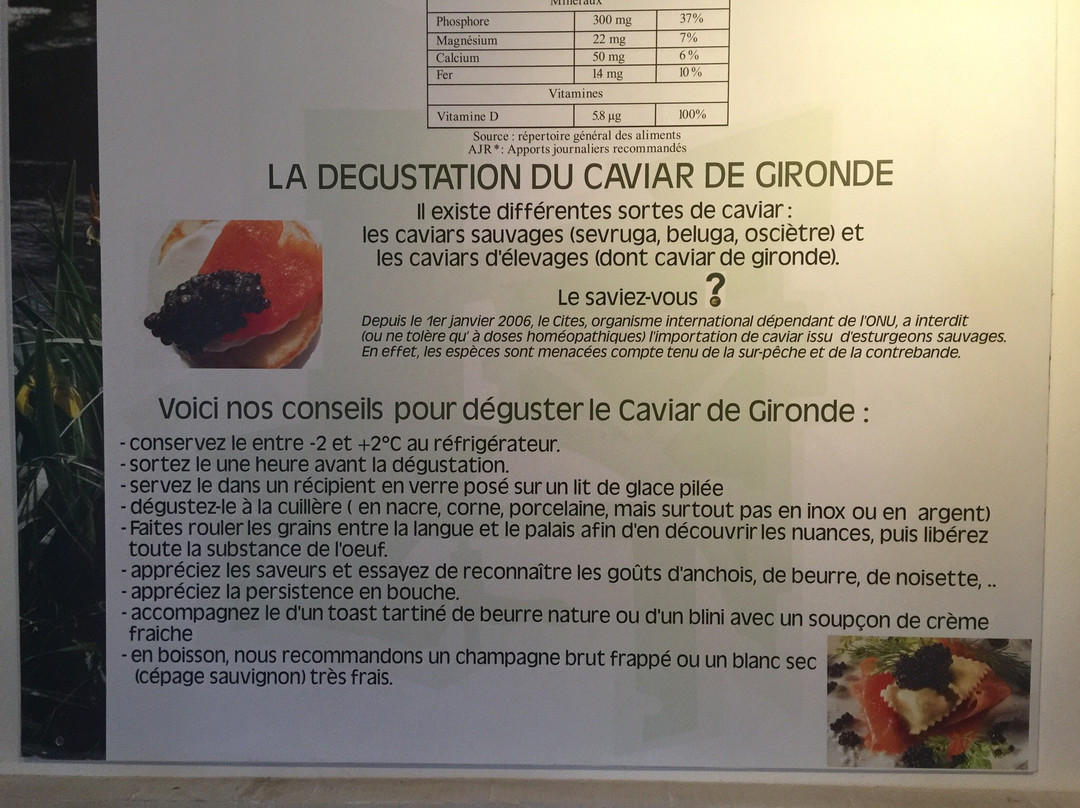 Minéraux
Phosphore 300 mg 37%
Magnésium 22 mg 7%
Calcium 50 mg 6%
Fer 14 mg 10%
Vitamines
Vitamine D 5.8 µg 100%
Source : répertoire général des aliments
AJR*: Apports journaliers recommandés
LA DEGUSTATION DU CAVIAR DE GIRONDE
Il existe différentes sortes de caviar :
les caviars sauvages (sevruga, beluga, osciètre) et
les caviars d'élevages (dont caviar de gironde).
Le saviez-vous ?
Depuis le 1er janvier 2006, le Cites, organisme international dépendant de l'ONU, a interdit
(ou ne tolère qu' à doses homéopathiques) l'importation de caviar issu d'esturgeons sauvages.
En effet, les espèces sont menacées compte tenu de la sur-pêche et de la contrebande.
Voici nos conseils pour déguster le Caviar de Gironde :
- conservez le entre -2 et +2°C au réfrigérateur.
- sortez le une heure avant la dégustation.
- servez le dans un récipient en verre posé sur un lit de glace pilée
- dégustez-le à la cuillère ( en nacre, corne, porcelaine, mais surtout pas en inox ou en argent)
- Faites rouler les grains entre la langue et le palais afin d'en découvrir les nuances, puis libérez
toute la substance de l'oeuf.
- appréciez les saveurs et essayez de reconnaître les goûts d'anchois, de beurre, de noisette, ..
- appréciez la persistence en bouche.
- accompagnez le d'un toast tartiné de beurre nature ou d'un blini avec un soupçon de crème
fraiche
- en boisson, nous recommandons un champagne brut frappé ou un blanc sec
(cépage sauvignon) très frais.